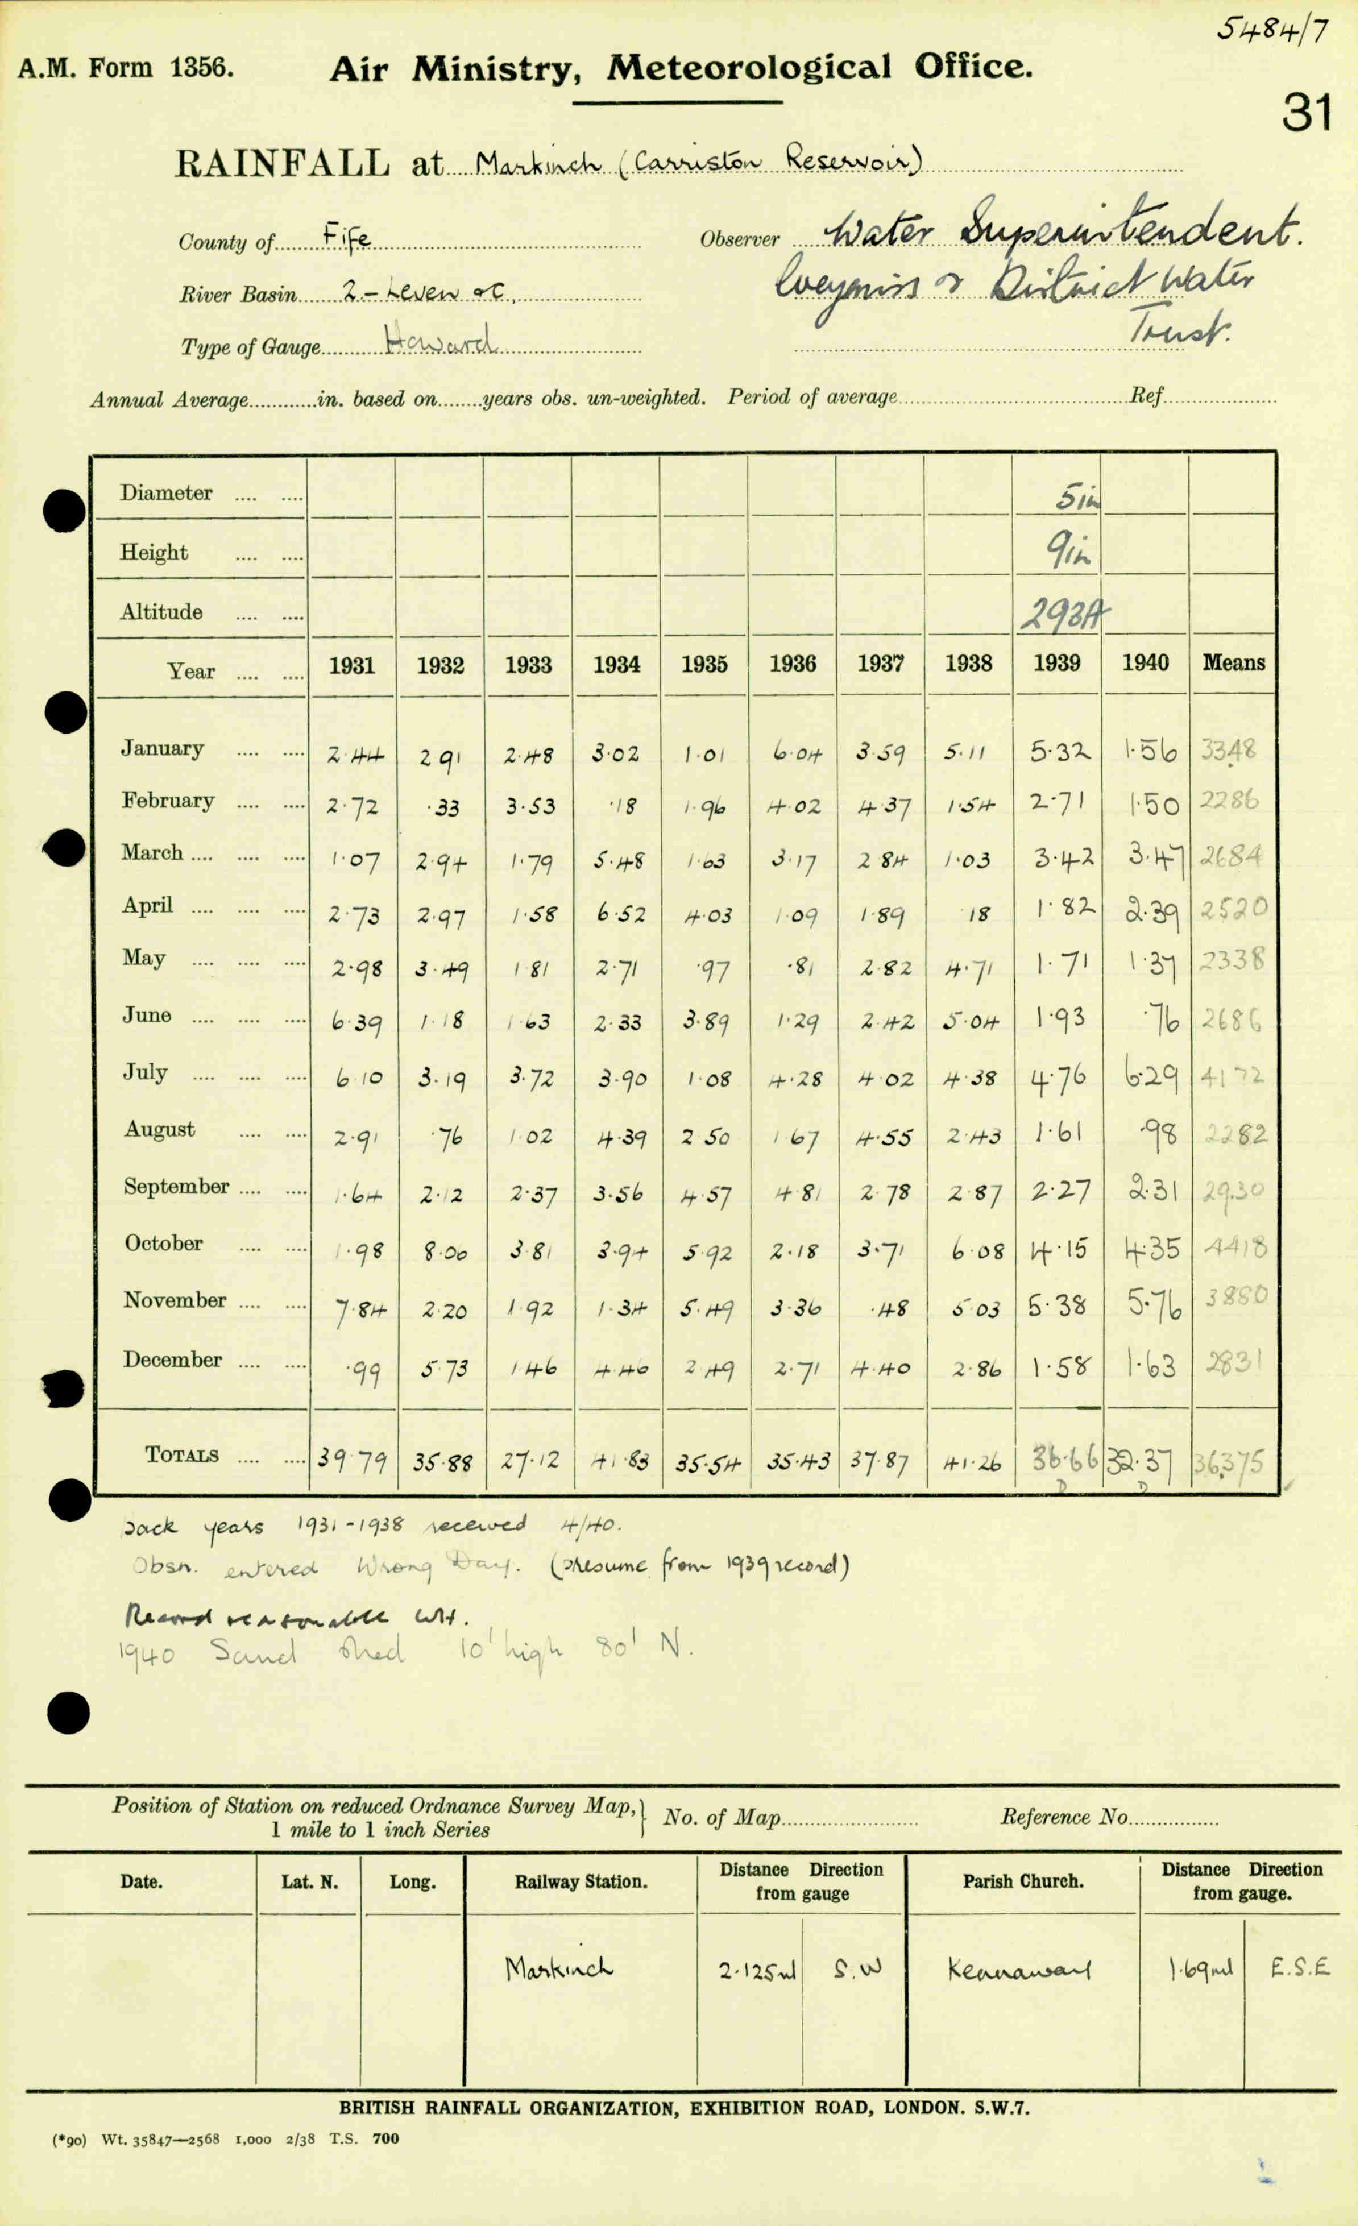 5484/7
A.M. Form 1356. Air Ministry, Meteorological Office.
31
RAINFALL at Markinch (Carriston Reservoir)
County of Fife Observer Water Superintendent.
River Basin 2 - Leven &c. Weymiss & District Water
Type of Gauge Howard Trust.
Annual Average in. based on years obs. un-weighted. Period of average Ref.
Diameter 5in
Height 9in
Altitude 293ft
Year 1931 1932 1933 1934 1935 1936 1937 1938 1939 1940 Means
January 2.44 2 91 2.48 3.02 1.01 6.04 3.59 5.11 5.32 1.56 3348
February 2.72 .33 3.53 .18 1.96 4.02 4.37 1.54 2.71 1.50 2286
March 1.07 2.94 1.79 5.48 1.63 3.17 2 84 1.03 3.42 3.47 2684
April 2.73 2.97 1.58 6.52 4.03 1.09 1.89 .18 1.82 2.39 2520
May 2.98 3.49 1.81 2.71 .97 .81 2.82 4.71 1.71 1.37 2338
June 6.39 1.18 1.63 2.33 3.89 1.29 2.42 5.04 1.93 .76 2686
July 6.10 3.19 3.72 3.90 1.08 4.28 4.02 4.38 4.76 6.29 4172
August 2.91 .76 1.02 4.39 2 50 1.67 4.55 2.43 1.61 .98 2282
September 1.64 2.12 2.37 3.56 4.57 4.81 2.78 2.87 2.27 2.31 2930
October 1.98 8.06 3.81 3.94 5.92 2.18 3.71 6.08 4.15 4.35 4418
November 7.84 2.20 1.92 1.34 5.49 3.36 .48 5.03 5.38 5.76 3880
December .99 5.73 1.46 4.46 2.49 2.71 4.40 2.86 1.58 1.63 2831
TOTALS 39.79 35.88 27.12 41.83 35.54 35.43 37.87 41.26 36.66 32.37 36.375
D D
Back years 1931-1938 received 4/40.
Obsn. entered Wrong Day. (presume from 1939 record)
Record reasonable
1940 Sand shed 10' high 80' N.
Position of Station on reduced Ordnance Survey Map, 1 mile to 1 inch Series } No. of Map Reference No.
Date. Lat. N. Long. Railway Station. Distance Direction from gauge Parish Church. Distance Direction from gauge.
Markinch 2.125ml S.W Kennaway 1.69ml E.S.E
BRITISH RAINFALL ORGANIZATION, EXHIBITION ROAD, LONDON. S.W.7.
(*90) Wt. 35847—2568 1,000 2/38 T.S. 700